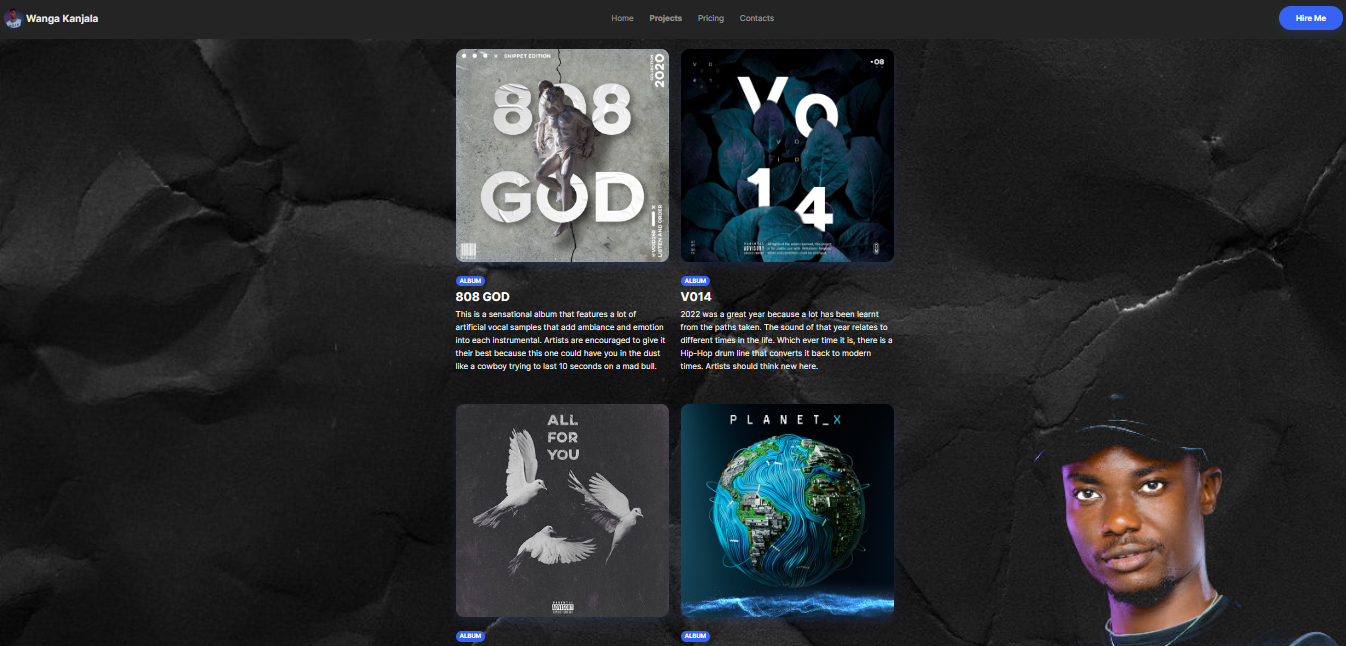 Wanga Kanjala
Home
Projects
Pricing
Contacts
Hire Me
SNIPPET EDITION
2020
808
GOD
LISTEN AND ORDER
08
V O
V O
I D
Vo
14
ADVISORY
ALBUM
808 GOD
This is a sensational album that features a lot of
artificial vocal samples that add ambiance and emotion
into each instrumental. Artists are encouraged to give it
their best because this one could have you in the dust
like a cowboy trying to last 10 seconds on a mad bull.
ALBUM
V014
2022 was a great year because a lot has been learnt
from the paths taken. The sound of that year relates to
different times in the life. Which ever time it is, there is a
Hip-Hop drum line that converts it back to modern
times. Artists should think new here.
ALL
FOR
YOU
ADVISORY
PLANET_X
ALBUM
ALBUM